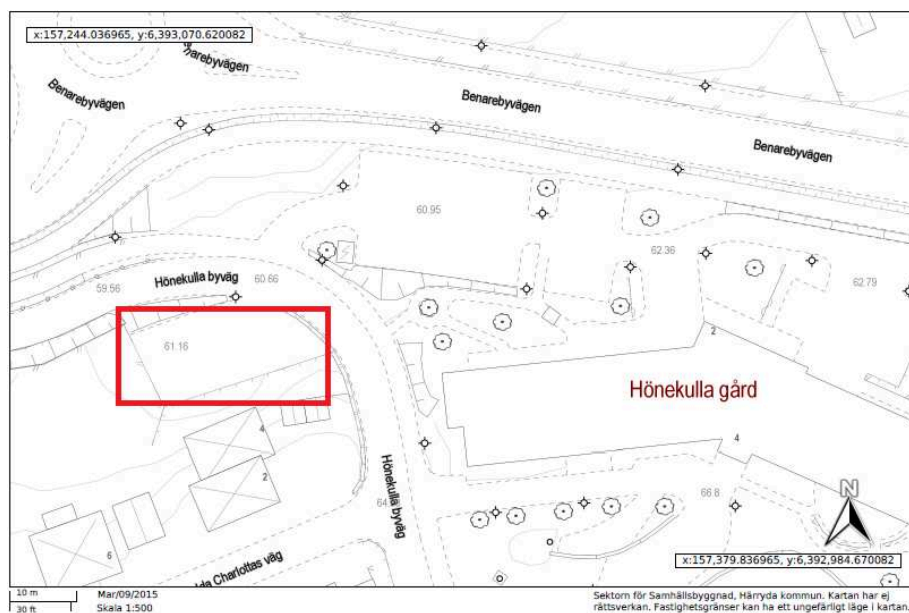 x:157,244.036965, y:6,393,070.620082
Benarebyvägen
Benarebyvägen
Benarebyvägen
Benarebyvägen
60.95
62.36
62.79
Hönekulla byväg
60.66
59.56
61.16
2
Hönekulla gård
4
4
2
Hönekulla byväg
66.8
N
6
Charlottas väg
x:157,379.836965, y:6,392,984.670082
10 m
30 ft
Mar/09/2015
Skala 1:500
Sektorn för Samhällsbyggnad, Härryda kommun. Kartan har ej
rättsverkan. Fastighetsgränser kan ha ett ungefärligt läge i kartan.